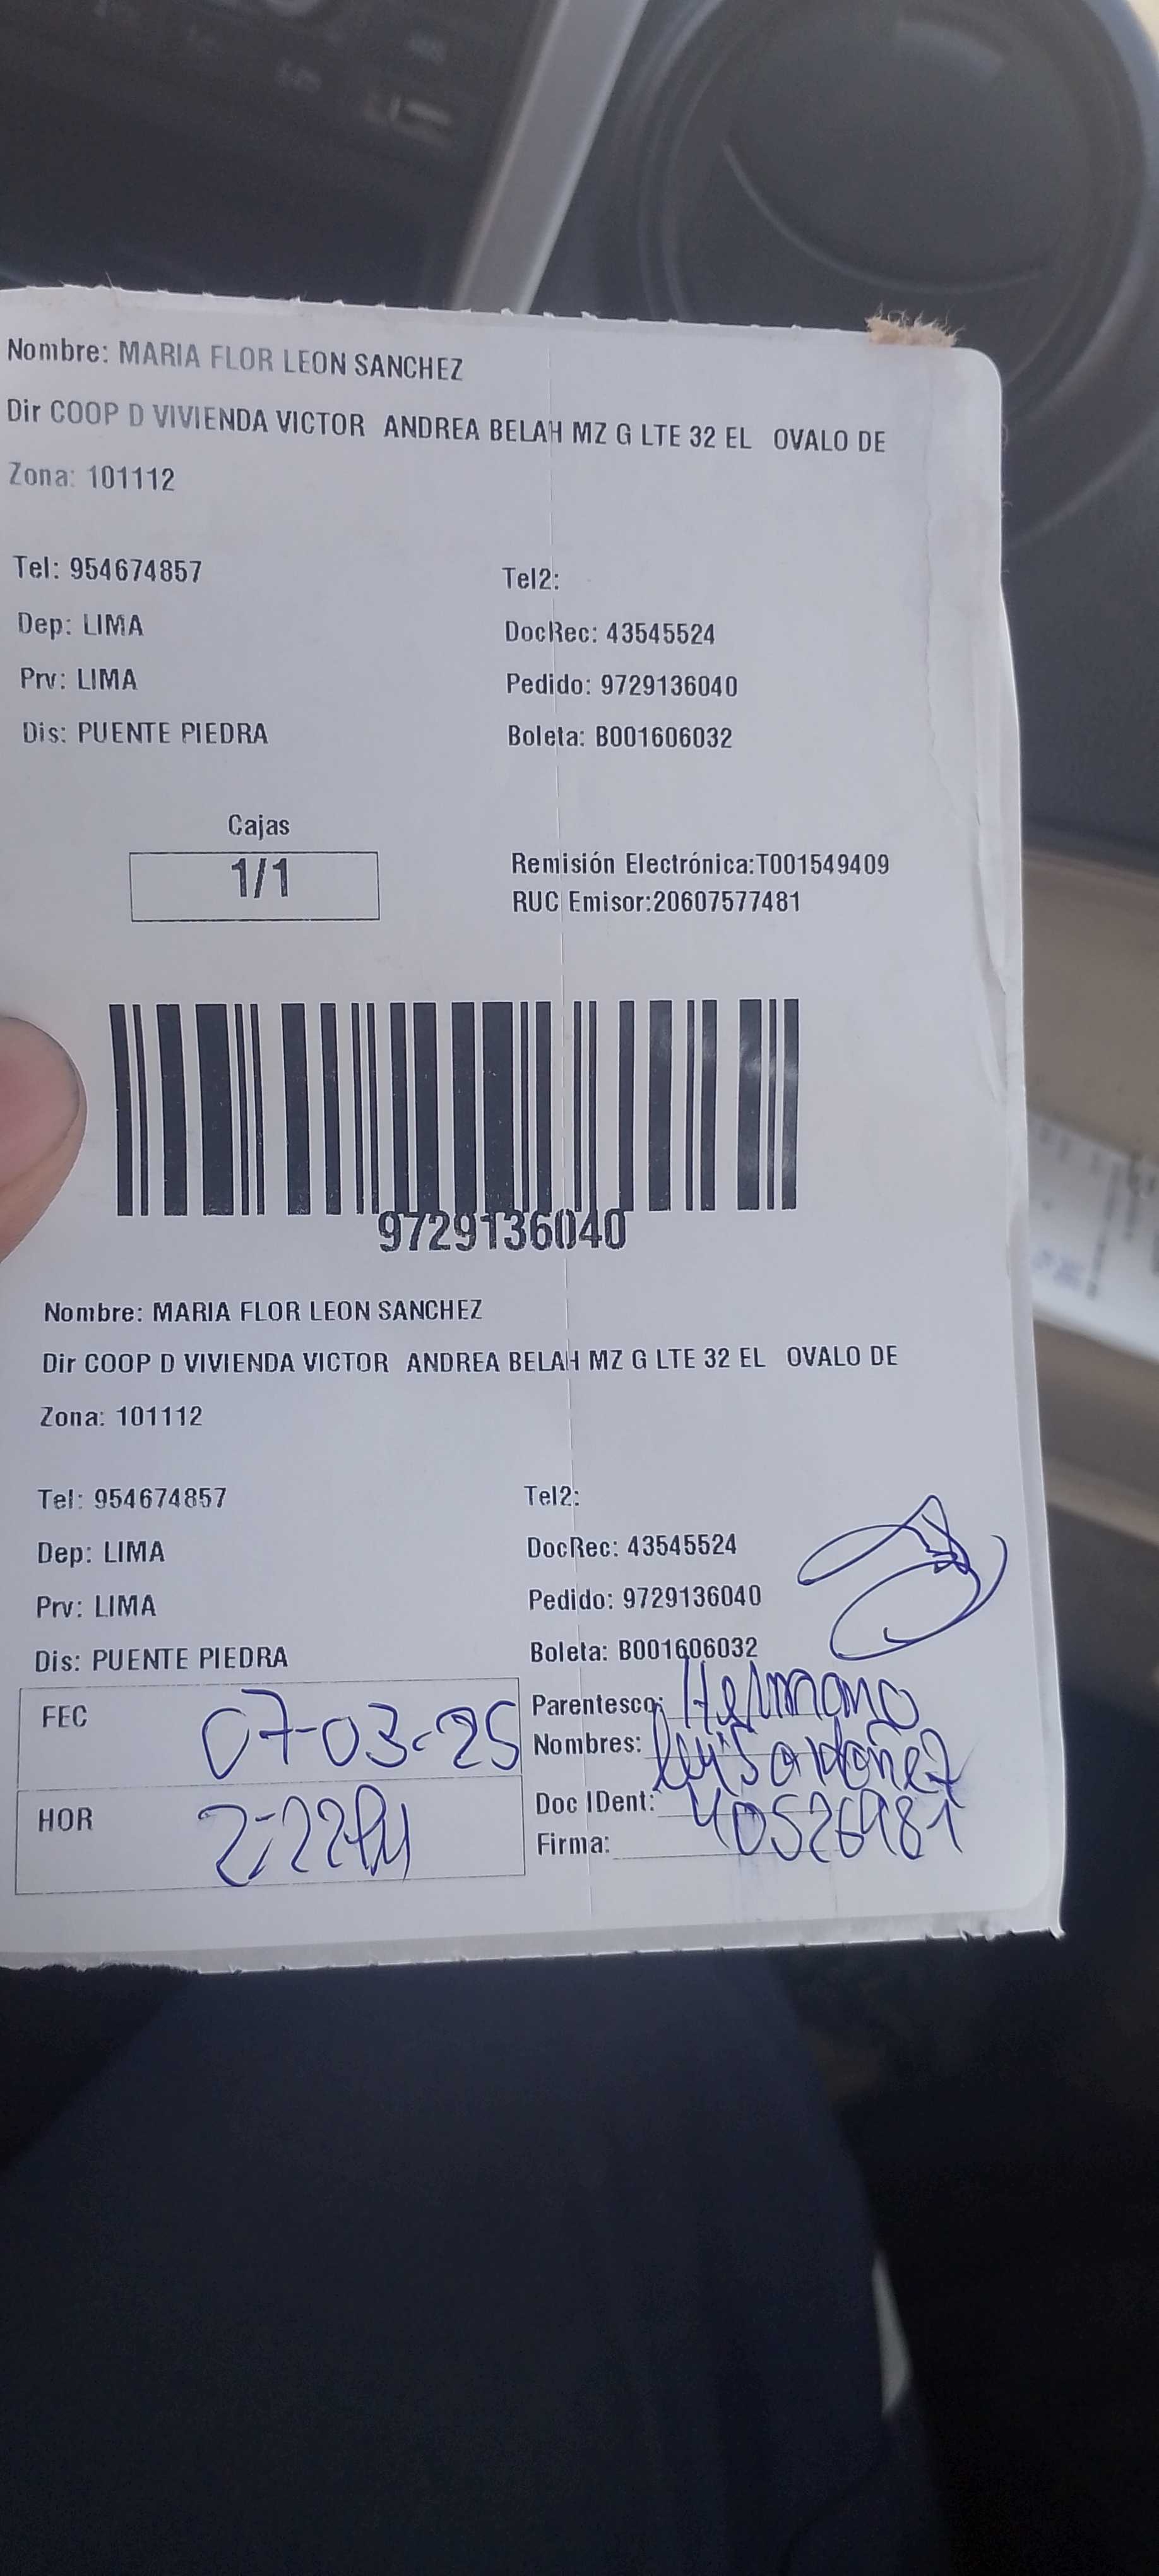 Nombre: MARIA FLOR LEON SANCHEZ
Dir COOP D VIVIENDA VICTOR ANDREA BELAH MZ G LTE 32 EL OVALO DE
Zona: 101112
Tel: 954674857 Tel2:
Dep: LIMA DocRec: 43545524
Prv: LIMA Pedido: 9729136040
Dis: PUENTE PIEDRA Boleta: B001606032
Cajas
1/1
Remisión Electrónica:T001549409
RUC Emisor:20607577481
9729136040
Nombre: MARIA FLOR LEON SANCHEZ
Dir COOP D VIVIENDA VICTOR ANDREA BELAH MZ G LTE 32 EL OVALO DE
Zona: 101112
Tel: 954674857 Tel2:
Dep: LIMA DocRec: 43545524
Prv: LIMA Pedido: 9729136040
Dis: PUENTE PIEDRA Boleta: B001606032
FEC 07-03-25
HOR 2:22PM
Parentesco: Hermano
Nombres: Luis ordoñez
Doc IDent: 40526981
Firma: